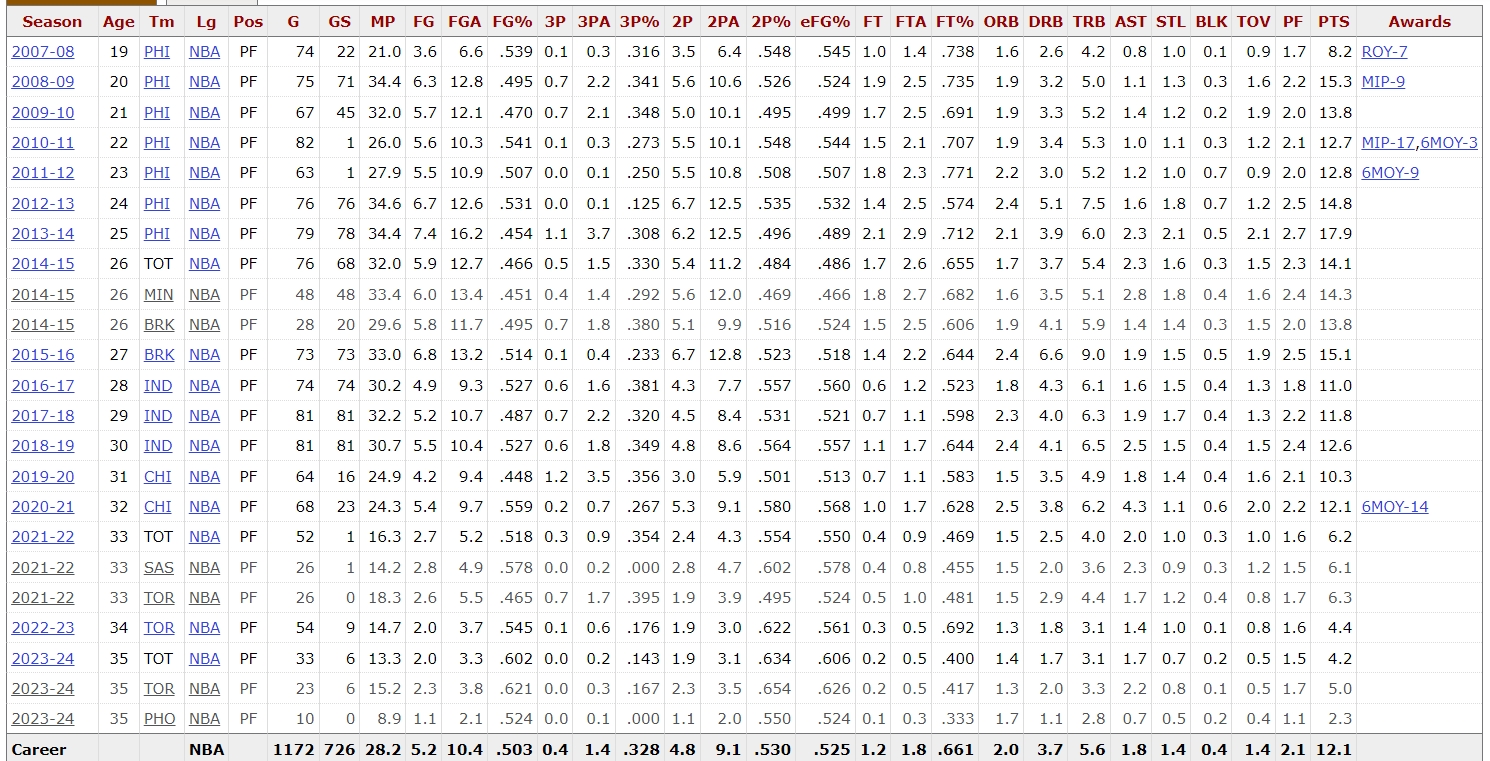 Season Age Tm Lg Pos G GS MP FG FGA FG% 3P 3PA 3P% 2P 2PA 2P% eFG% FT FTA FT% ORB DRB TRB AST STL BLK TOV PF PTS Awards
2007-08 19 PHI NBA PF 74 22 21.0 3.6 6.6 .539 0.1 0.3 .316 3.5 6.4 .548 .545 1.0 1.4 .738 1.6 2.6 4.2 0.8 1.0 0.1 0.9 1.7 8.2 ROY-7
2008-09 20 PHI NBA PF 75 71 34.4 6.3 12.8 .495 0.7 2.2 .341 5.6 10.6 .526 .524 1.9 2.5 .735 1.9 3.2 5.0 1.1 1.3 0.3 1.6 2.2 15.3 MIP-9
2009-10 21 PHI NBA PF 67 45 32.0 5.7 12.1 .470 0.7 2.1 .348 5.0 10.1 .495 .499 1.7 2.5 .691 1.9 3.3 5.2 1.4 1.2 0.2 1.9 2.0 13.8
2010-11 22 PHI NBA PF 82 1 26.0 5.6 10.3 .541 0.1 0.3 .273 5.5 10.1 .548 .544 1.5 2.1 .707 1.9 3.4 5.3 1.0 1.1 0.3 1.2 2.1 12.7 MIP-17,6MOY-3
2011-12 23 PHI NBA PF 63 1 27.9 5.5 10.9 .507 0.0 0.1 .250 5.5 10.8 .508 .507 1.8 2.3 .771 2.2 3.0 5.2 1.2 1.0 0.7 0.9 2.0 12.8 6MOY-9
2012-13 24 PHI NBA PF 76 76 34.6 6.7 12.6 .531 0.0 0.1 .125 6.7 12.5 .535 .532 1.4 2.5 .574 2.4 5.1 7.5 1.6 1.8 0.7 1.2 2.5 14.8
2013-14 25 PHI NBA PF 79 78 34.4 7.4 16.2 .454 1.1 3.7 .308 6.2 12.5 .496 .489 2.1 2.9 .712 2.1 3.9 6.0 2.3 2.1 0.5 2.1 2.7 17.9
2014-15 26 TOT NBA PF 76 68 32.0 5.9 12.7 .466 0.5 1.5 .330 5.4 11.2 .484 .486 1.7 2.6 .655 1.7 3.7 5.4 2.3 1.6 0.3 1.5 2.3 14.1
2014-15 26 MIN NBA PF 48 48 33.4 6.0 13.4 .451 0.4 1.4 .292 5.6 12.0 .469 .466 1.8 2.7 .682 1.6 3.5 5.1 2.8 1.8 0.4 1.6 2.4 14.3
2014-15 26 BRK NBA PF 28 20 29.6 5.8 11.7 .495 0.7 1.8 .380 5.1 9.9 .516 .524 1.5 2.5 .606 1.9 4.1 5.9 1.4 1.4 0.3 1.5 2.0 13.8
2015-16 27 BRK NBA PF 73 73 33.0 6.8 13.2 .514 0.1 0.4 .233 6.7 12.8 .523 .518 1.4 2.2 .644 2.4 6.6 9.0 1.9 1.5 0.5 1.9 2.5 15.1
2016-17 28 IND NBA PF 74 74 30.2 4.9 9.3 .527 0.6 1.6 .381 4.3 7.7 .557 .560 0.6 1.2 .523 1.8 4.3 6.1 1.6 1.5 0.4 1.3 1.8 11.0
2017-18 29 IND NBA PF 81 81 32.2 5.2 10.7 .487 0.7 2.2 .320 4.5 8.4 .531 .521 0.7 1.1 .598 2.3 4.0 6.3 1.9 1.7 0.4 1.3 2.2 11.8
2018-19 30 IND NBA PF 81 81 30.7 5.5 10.4 .527 0.6 1.8 .349 4.8 8.6 .564 .557 1.1 1.7 .644 2.4 4.1 6.5 2.5 1.5 0.4 1.5 2.4 12.6
2019-20 31 CHI NBA PF 64 16 24.9 4.2 9.4 .448 1.2 3.5 .356 3.0 5.9 .501 .513 0.7 1.1 .583 1.5 3.5 4.9 1.8 1.4 0.4 1.6 2.1 10.3
2020-21 32 CHI NBA PF 68 23 24.3 5.4 9.7 .559 0.2 0.7 .267 5.3 9.1 .580 .568 1.0 1.7 .628 2.5 3.8 6.2 4.3 1.1 0.6 2.0 2.2 12.1 6MOY-14
2021-22 33 TOT NBA PF 52 1 16.3 2.7 5.2 .518 0.3 0.9 .354 2.4 4.3 .554 .550 0.4 0.9 .469 1.5 2.5 4.0 2.0 1.0 0.3 1.0 1.6 6.2
2021-22 33 SAS NBA PF 26 1 14.2 2.8 4.9 .578 0.0 0.2 .000 2.8 4.7 .602 .578 0.4 0.8 .455 1.5 2.0 3.6 2.3 0.9 0.3 1.2 1.5 6.1
2021-22 33 TOR NBA PF 26 0 18.3 2.6 5.5 .465 0.7 1.7 .395 1.9 3.9 .495 .524 0.5 1.0 .481 1.5 2.9 4.4 1.7 1.2 0.4 0.8 1.7 6.3
2022-23 34 TOR NBA PF 54 9 14.7 2.0 3.7 .545 0.1 0.6 .176 1.9 3.0 .622 .561 0.3 0.5 .692 1.3 1.8 3.1 1.4 1.0 0.1 0.8 1.6 4.4
2023-24 35 TOT NBA PF 33 6 13.3 2.0 3.3 .602 0.0 0.2 .143 1.9 3.1 .634 .606 0.2 0.5 .400 1.4 1.7 3.1 1.7 0.7 0.2 0.5 1.5 4.2
2023-24 35 TOR NBA PF 23 6 15.2 2.3 3.8 .621 0.0 0.3 .167 2.3 3.5 .654 .626 0.2 0.5 .417 1.3 2.0 3.3 2.2 0.8 0.1 0.5 1.7 5.0
2023-24 35 PHO NBA PF 10 0 8.9 1.1 2.1 .524 0.0 0.1 .000 1.1 2.0 .550 .524 0.1 0.3 .333 1.7 1.1 2.8 0.7 0.5 0.2 0.4 1.1 2.3
Career NBA 1172 726 28.2 5.2 10.4 .503 0.4 1.4 .328 4.8 9.1 .530 .525 1.2 1.8 .661 2.0 3.7 5.6 1.8 1.4 0.4 1.4 2.1 12.1